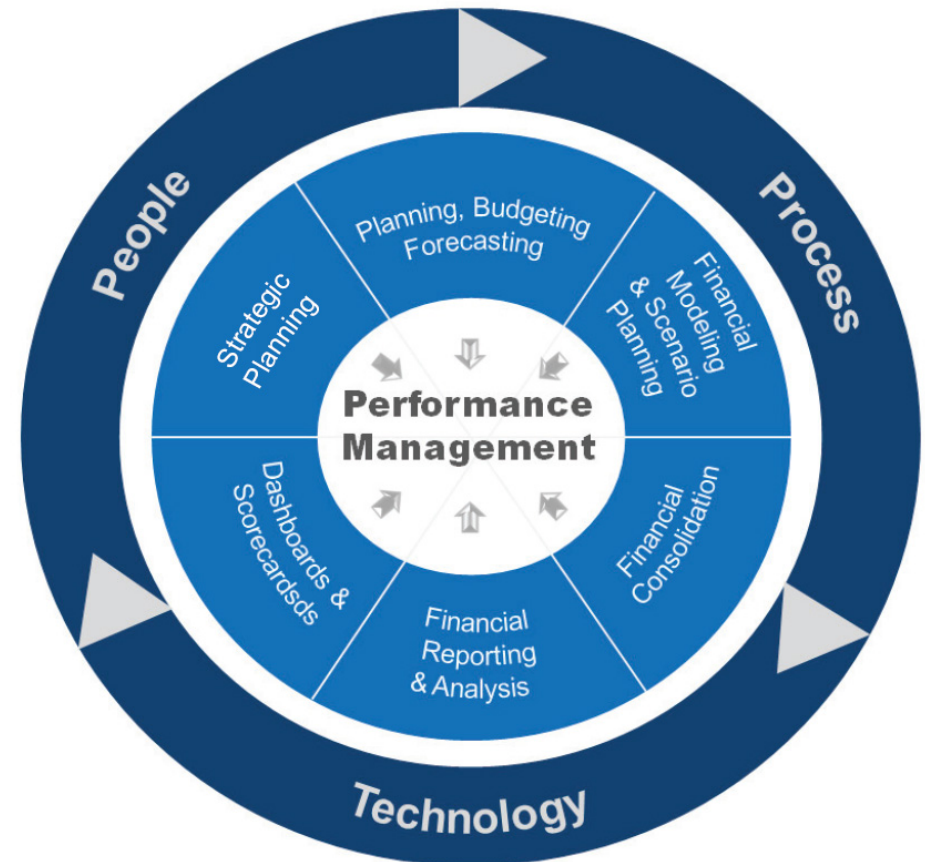 People
Process
Technology
Planning, Budgeting
Forecasting
Financial
Modeling
& Scenario
Planning
Financial
Consolidation
Financial
Reporting
& Analysis
Dashboards &
Scorecardsds
Strategic
Planning
Performance
Management